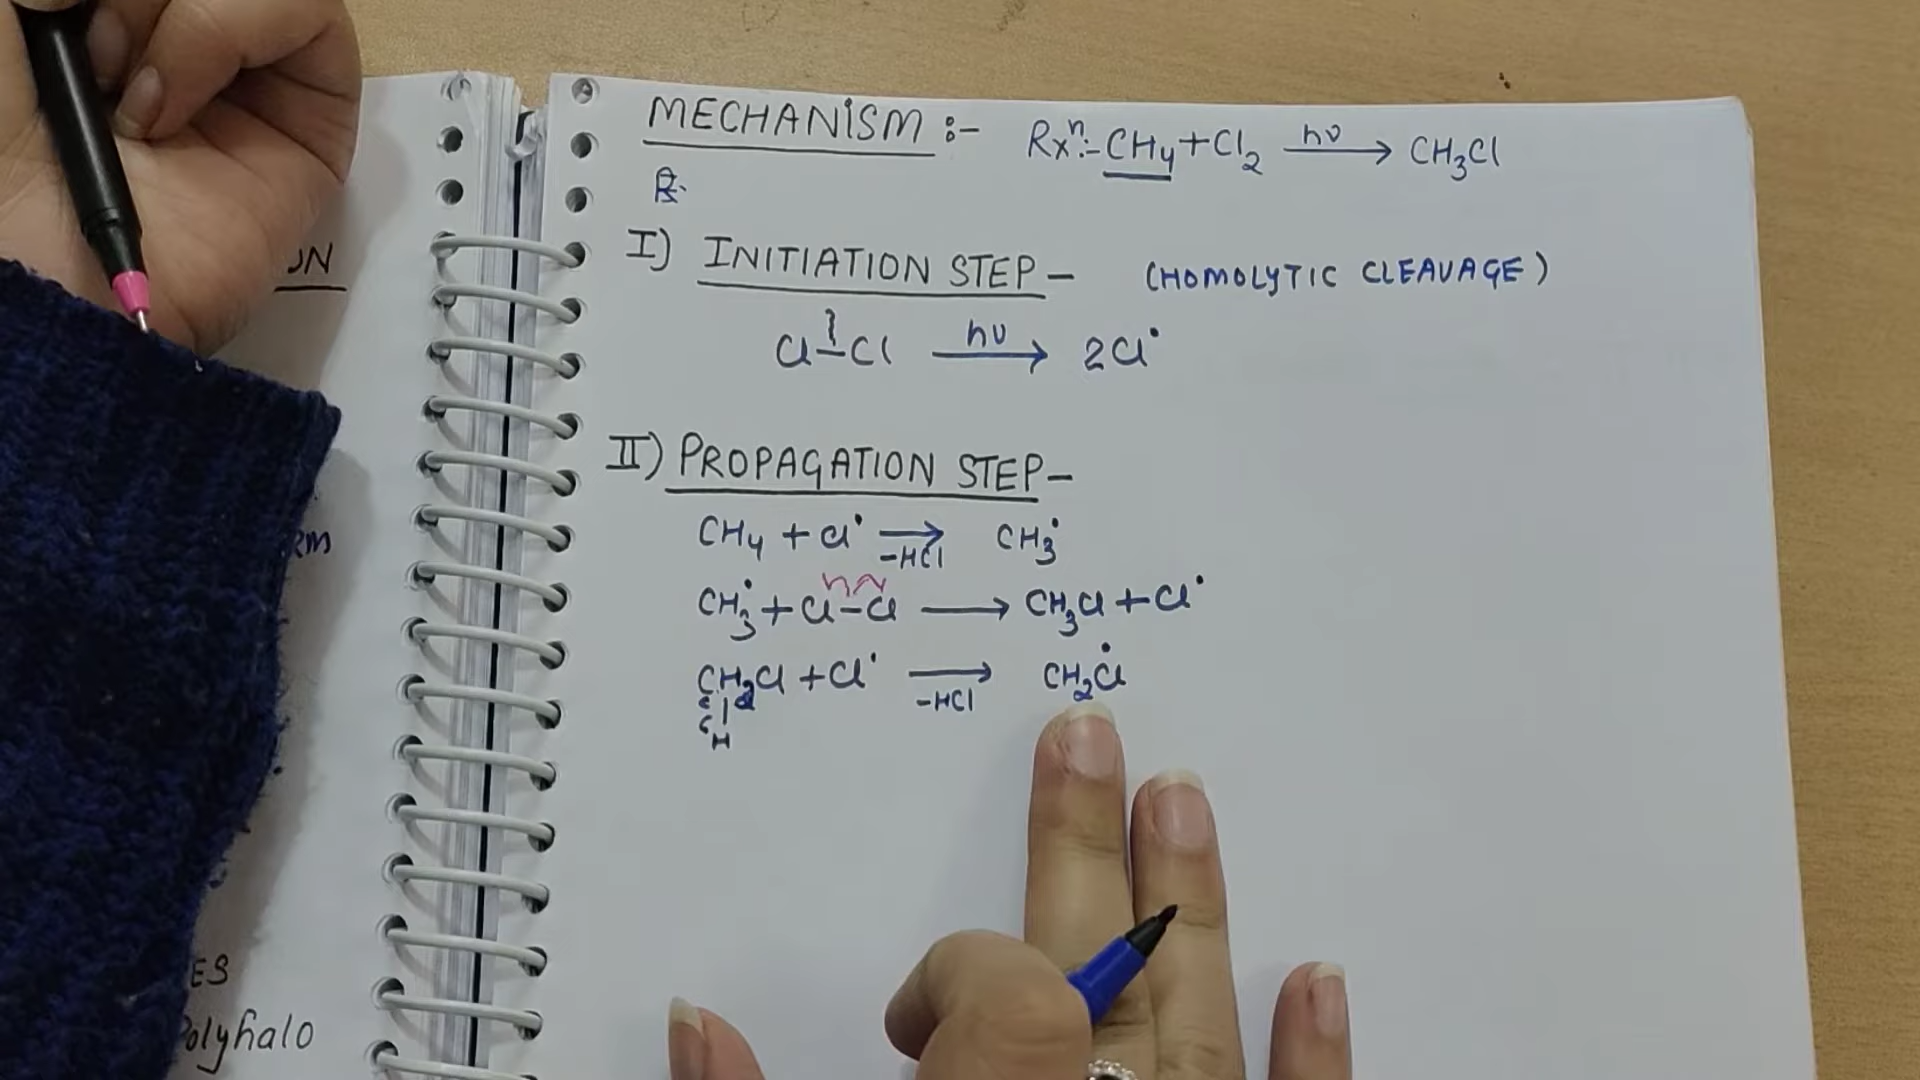 MECHANISM :- Rxⁿ:- CH4 + Cl2 hν → CH3Cl
I) INITIATION STEP - (HOMOLYTIC CLEAVAGE)
Cl-Cl hν → 2Cl•
II) PROPAGATION STEP -
CH4 + Cl• → -HCl CH3•
CH3• + Cl-Cl → CH3Cl + Cl•
CH2Cl + Cl• → -HCl CH2Cl•
H
ON
RM
ES
Polyhalo